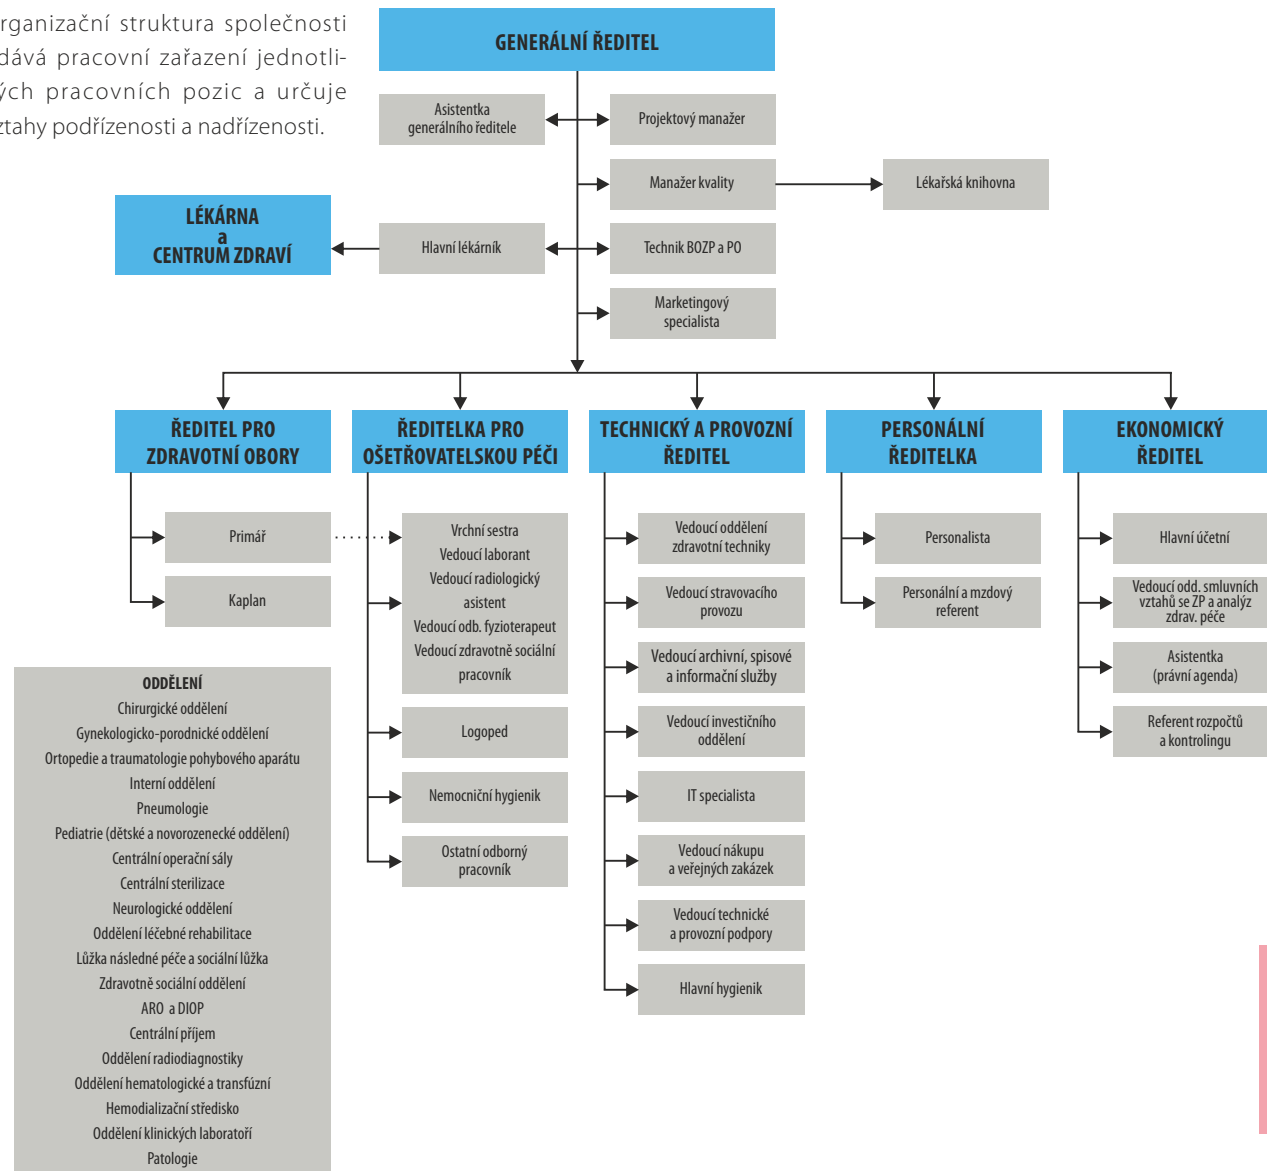 rganizační struktura společnosti
dává pracovní zařazení jednotli-
ých pracovních pozic a určuje
ztahy podřízenosti a nadřízenosti.
GENERÁLNÍ ŘEDITEL
Asistentka
generálního ředitele
Projektový manažer
Manažer kvality
Lékařská knihovna
LÉKÁRNA
a
CENTRUM ZDRAVÍ
Hlavní lékárník
Technik BOZP a PO
Marketingový
specialista
ŘEDITEL PRO
ZDRAVOTNÍ OBORY
Primář
Kaplan
ŘEDITELKA PRO
OŠETŘOVATELSKOU PÉČI
Vrchní sestra
Vedoucí laborant
Vedoucí radiologický
asistent
Vedoucí odb. fyzioterapeut
Vedoucí zdravotně sociální
pracovník
Logoped
Nemocniční hygienik
Ostatní odborný
pracovník
TECHNICKÝ A PROVOZNÍ
ŘEDITEL
Vedoucí oddělení
zdravotní techniky
Vedoucí stravovacího
provozu
Vedoucí archivní, spisové
a informační služby
Vedoucí investičního
oddělení
IT specialista
Vedoucí nákupu
a veřejných zakázek
Vedoucí technické
a provozní podpory
Hlavní hygienik
PERSONÁLNÍ
ŘEDITELKA
Personalista
Personální a mzdový
referent
EKONOMICKÝ
ŘEDITEL
Hlavní účetní
Vedoucí odd. smluvních
vztahů se ZP a analýz
zdrav. péče
Asistentka
(právní agenda)
Referent rozpočtů
a kontrolingu
ODDĚLENÍ
Chirurgické oddělení
Gynekologicko-porodnické oddělení
Ortopedie a traumatologie pohybového aparátu
Interní oddělení
Pneumologie
Pediatrie (dětské a novorozenecké oddělení)
Centrální operační sály
Centrální sterilizace
Neurologické oddělení
Oddělení léčebné rehabilitace
Lůžka následné péče a sociální lůžka
Zdravotně sociální oddělení
ARO a DIOP
Centrální příjem
Oddělení radiodiagnostiky
Oddělení hematologické a transfúzní
Hemodializační středisko
Oddělení klinických laboratoří
Patologie